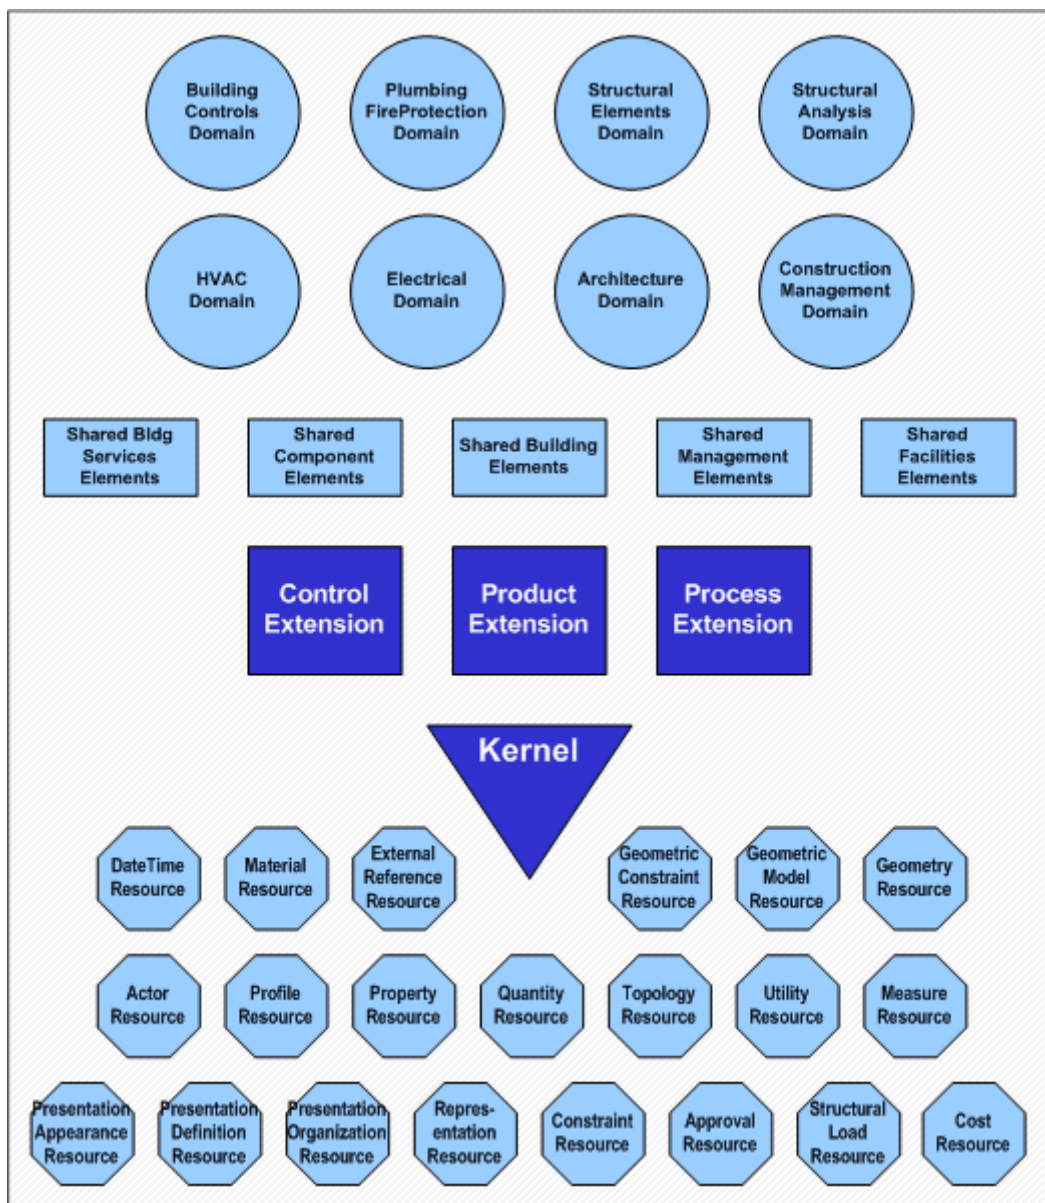 Building
Controls
Domain
Plumbing
FireProtection
Domain
Structural
Elements
Domain
Structural
Analysis
Domain
HVAC
Domain
Electrical
Domain
Architecture
Domain
Construction
Management
Domain
Shared Bldg
Services
Elements
Shared
Component
Elements
Shared Building
Elements
Shared
Management
Elements
Shared
Facilities
Elements
Control
Extension
Product
Extension
Process
Extension
Kernel
DateTime
Resource
Material
Resource
External
Reference
Resource
Geometric
Constraint
Resource
Geometric
Model
Resource
Geometry
Resource
Actor
Resource
Profile
Resource
Property
Resource
Quantity
Resource
Topology
Resource
Utility
Resource
Measure
Resource
Presentation
Appearance
Resource
Presentation
Definition
Resource
Presentation
Organization
Resource
Repres-
entation
Resource
Constraint
Resource
Approval
Resource
Structural
Load
Resource
Cost
Resource